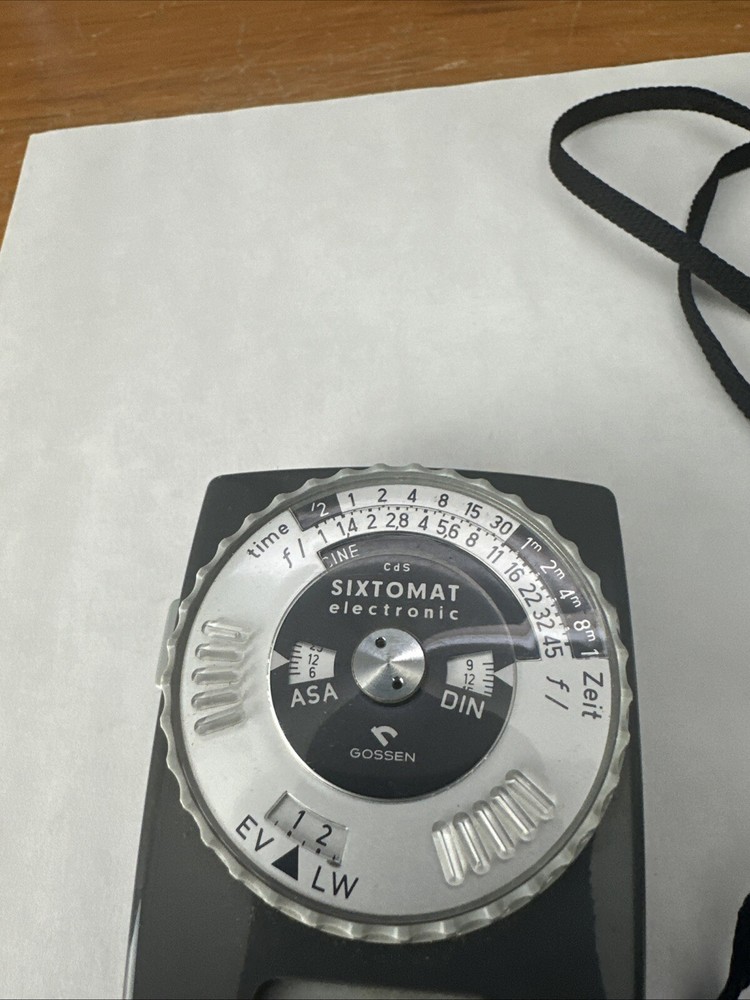 time /2 1 2 4 8 15 30 1m 2m 4m 8m 1 Zeit
f/ 1 1,4 2 2,8 4 5,6 8 11 16 22 32 45 f/
CINE
CdS
SIXTOMAT
electronic
12
6
ASA
9
12
DIN
GOSSEN
1 2
EV LW